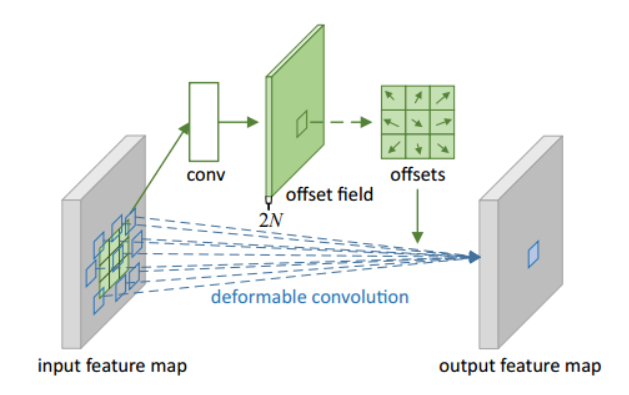 conv
offset field
2N
offsets
deformable convolution
input feature map
output feature map